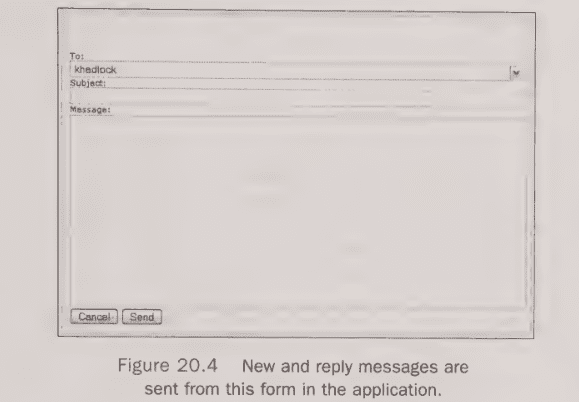 To:
khadlock
Subject:
Message:
Cancel Send
Figure 20.4 New and reply messages are
sent from this form in the application.